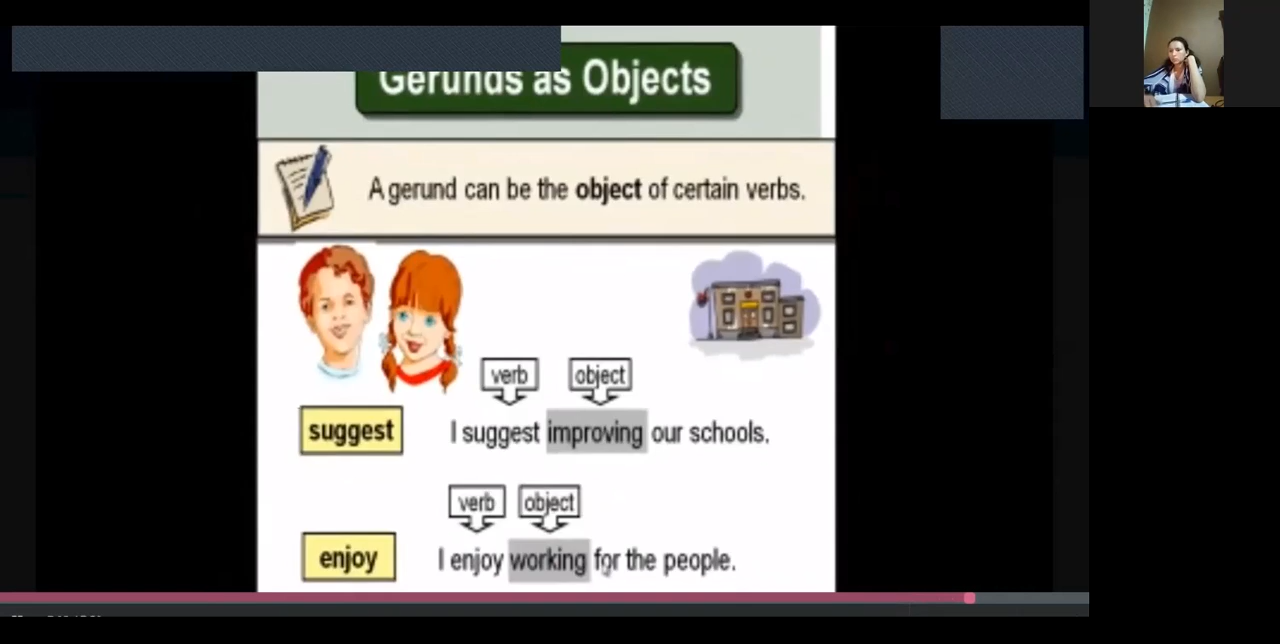 Gerunds as Objects
A gerund can be the object of certain verbs.
verb object
suggest I suggest improving our schools.
verb object
enjoy I enjoy working for the people.